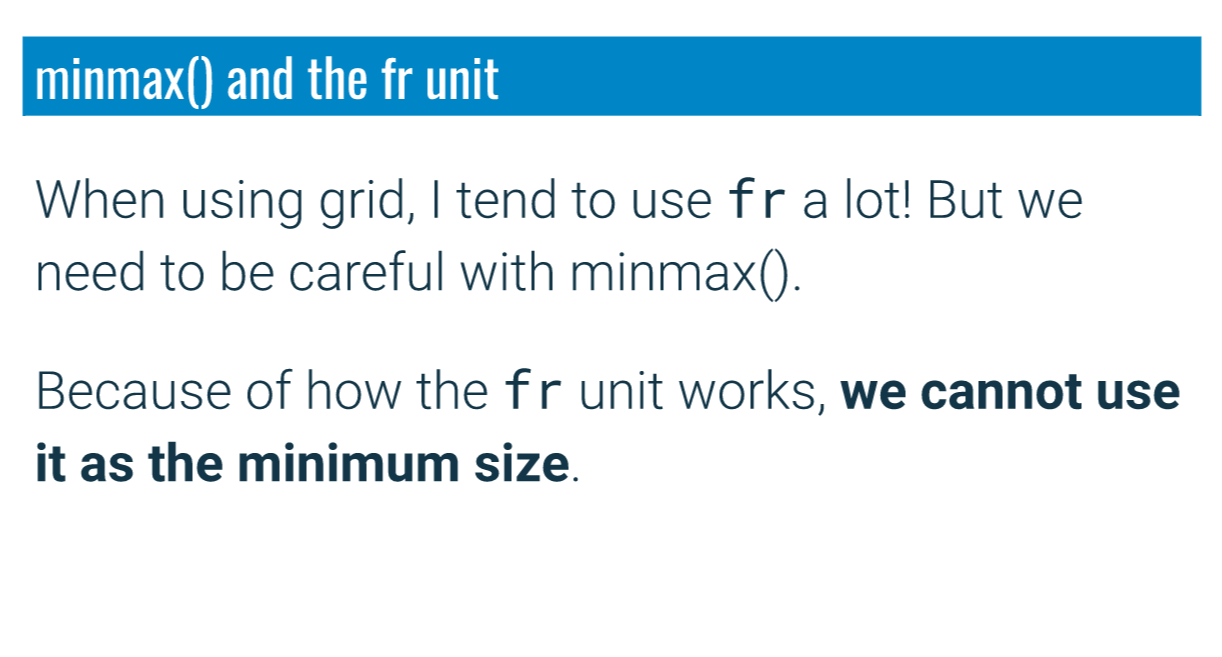 minmax() and the fr unit
When using grid, I tend to use fr a lot! But we
need to be careful with minmax().
Because of how the fr unit works, we cannot use
it as the minimum size.